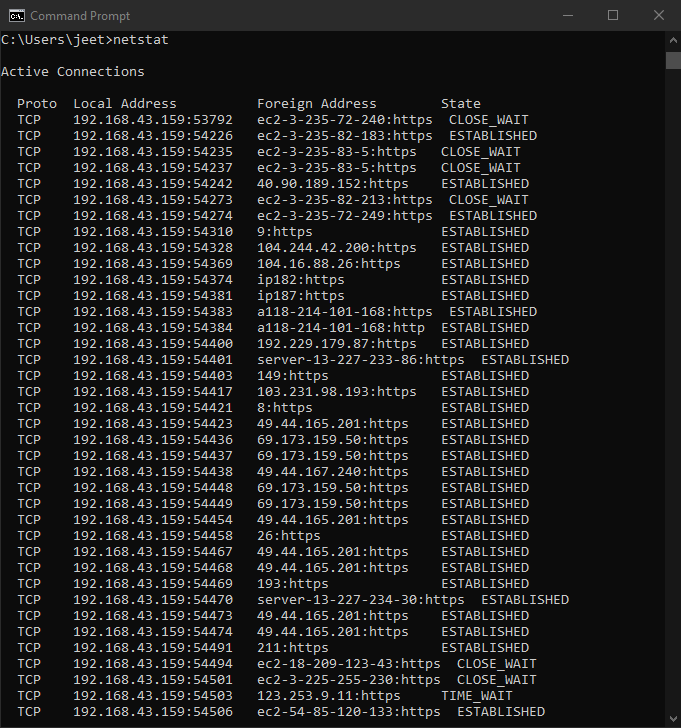 Command Prompt
C:\Users\jeet>netstat
Active Connections
  Proto  Local Address          Foreign Address        State
  TCP    192.168.43.159:53792   ec2-3-235-72-240:https  CLOSE_WAIT
  TCP    192.168.43.159:54226   ec2-3-235-82-183:https  ESTABLISHED
  TCP    192.168.43.159:54235   ec2-3-235-83-5:https   CLOSE_WAIT
  TCP    192.168.43.159:54237   ec2-3-235-83-5:https   CLOSE_WAIT
  TCP    192.168.43.159:54242   40.90.189.152:https    ESTABLISHED
  TCP    192.168.43.159:54273   ec2-3-235-82-213:https  CLOSE_WAIT
  TCP    192.168.43.159:54274   ec2-3-235-72-249:https  ESTABLISHED
  TCP    192.168.43.159:54310   9:https                ESTABLISHED
  TCP    192.168.43.159:54328   104.244.42.200:https   ESTABLISHED
  TCP    192.168.43.159:54369   104.16.88.26:https     ESTABLISHED
  TCP    192.168.43.159:54374   ip182:https            ESTABLISHED
  TCP    192.168.43.159:54381   ip187:https            ESTABLISHED
  TCP    192.168.43.159:54383   a118-214-101-168:https  ESTABLISHED
  TCP    192.168.43.159:54384   a118-214-101-168:http  ESTABLISHED
  TCP    192.168.43.159:54400   192.229.179.87:https   ESTABLISHED
  TCP    192.168.43.159:54401   server-13-227-233-86:https  ESTABLISHED
  TCP    192.168.43.159:54403   149:https              ESTABLISHED
  TCP    192.168.43.159:54417   103.231.98.193:https   ESTABLISHED
  TCP    192.168.43.159:54421   8:https                ESTABLISHED
  TCP    192.168.43.159:54423   49.44.165.201:https    ESTABLISHED
  TCP    192.168.43.159:54436   69.173.159.50:https    ESTABLISHED
  TCP    192.168.43.159:54437   69.173.159.50:https    ESTABLISHED
  TCP    192.168.43.159:54438   49.44.167.240:https    ESTABLISHED
  TCP    192.168.43.159:54448   69.173.159.50:https    ESTABLISHED
  TCP    192.168.43.159:54449   69.173.159.50:https    ESTABLISHED
  TCP    192.168.43.159:54454   49.44.165.201:https    ESTABLISHED
  TCP    192.168.43.159:54458   26:https               ESTABLISHED
  TCP    192.168.43.159:54467   49.44.165.201:https    ESTABLISHED
  TCP    192.168.43.159:54468   49.44.165.201:https    ESTABLISHED
  TCP    192.168.43.159:54469   193:https              ESTABLISHED
  TCP    192.168.43.159:54470   server-13-227-234-30:https  ESTABLISHED
  TCP    192.168.43.159:54473   49.44.165.201:https    ESTABLISHED
  TCP    192.168.43.159:54474   49.44.165.201:https    ESTABLISHED
  TCP    192.168.43.159:54491   211:https              ESTABLISHED
  TCP    192.168.43.159:54494   ec2-18-209-123-43:https  CLOSE_WAIT
  TCP    192.168.43.159:54501   ec2-3-225-255-230:https  CLOSE_WAIT
  TCP    192.168.43.159:54503   123.253.9.11:https     TIME_WAIT
  TCP    192.168.43.159:54506   ec2-54-85-120-133:https  ESTABLISHED